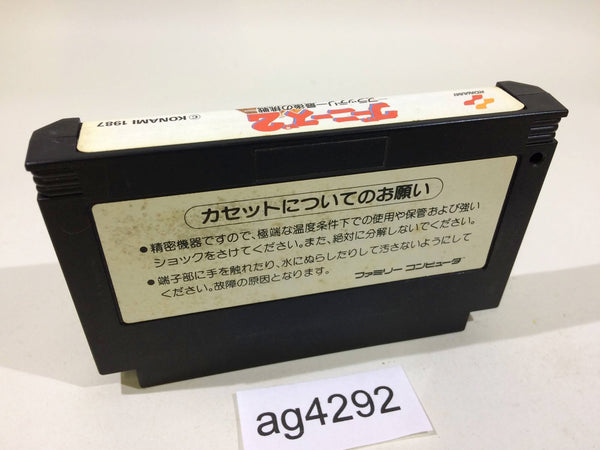 KONAMI
グーニーズ2
フラッテリー最後の挑戦
© KONAMI 1987
カセットについてのお願い
● 精密機器ですので、極端な温度条件下での使用や保管および強い
ショックをさけてください。また、絶対に分解しないでください。
● 端子部に手を触れたり、水にぬらしたりして汚さないようにして
ください。故障の原因となります。
ファミリー コンピュータ
ag4292